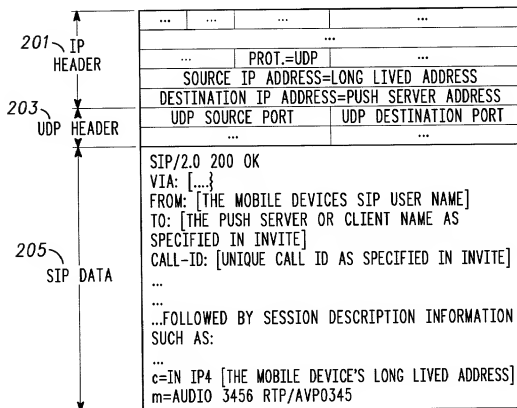 ... ... ... ...
...
201 IP HEADER
... PROT.=UDP ...
SOURCE IP ADDRESS=LONG LIVED ADDRESS
DESTINATION IP ADDRESS=PUSH SERVER ADDRESS
203 UDP HEADER
UDP SOURCE PORT UDP DESTINATION PORT
... ...
205 SIP DATA
SIP/2.0 200 OK
VIA: [....}
FROM: [THE MOBILE DEVICES SIP USER NAME]
TO: [THE PUSH SERVER OR CLIENT NAME AS
SPECIFIED IN INVITE]
CALL-ID: [UNIQUE CALL ID AS SPECIFIED IN INVITE]
...
...
...FOLLOWED BY SESSION DESCRIPTION INFORMATION
SUCH AS:
...
c=IN IP4 [THE MOBILE DEVICE'S LONG LIVED ADDRESS]
m=AUDIO 3456 RTP/AVP0345